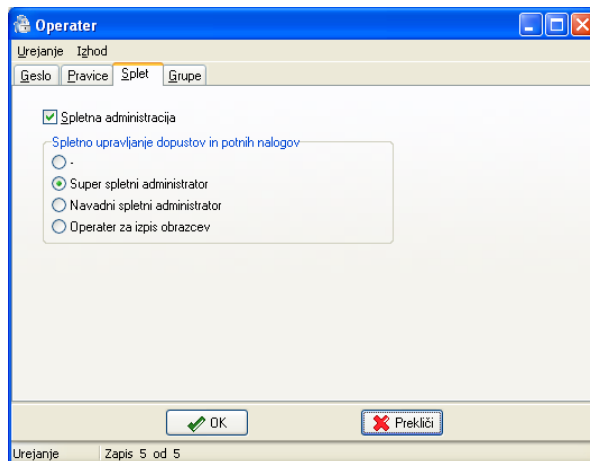 Operater
Urejanje Izhod
Geslo Pravice Splet Grupe
Spletna administracija
Spletno upravljanje dopustov in potnih nalogov
-
Super spletni administrator
Navadni spletni administrator
Operater za izpis obrazcev
OK Prekliči
Urejanje Zapis 5 od 5